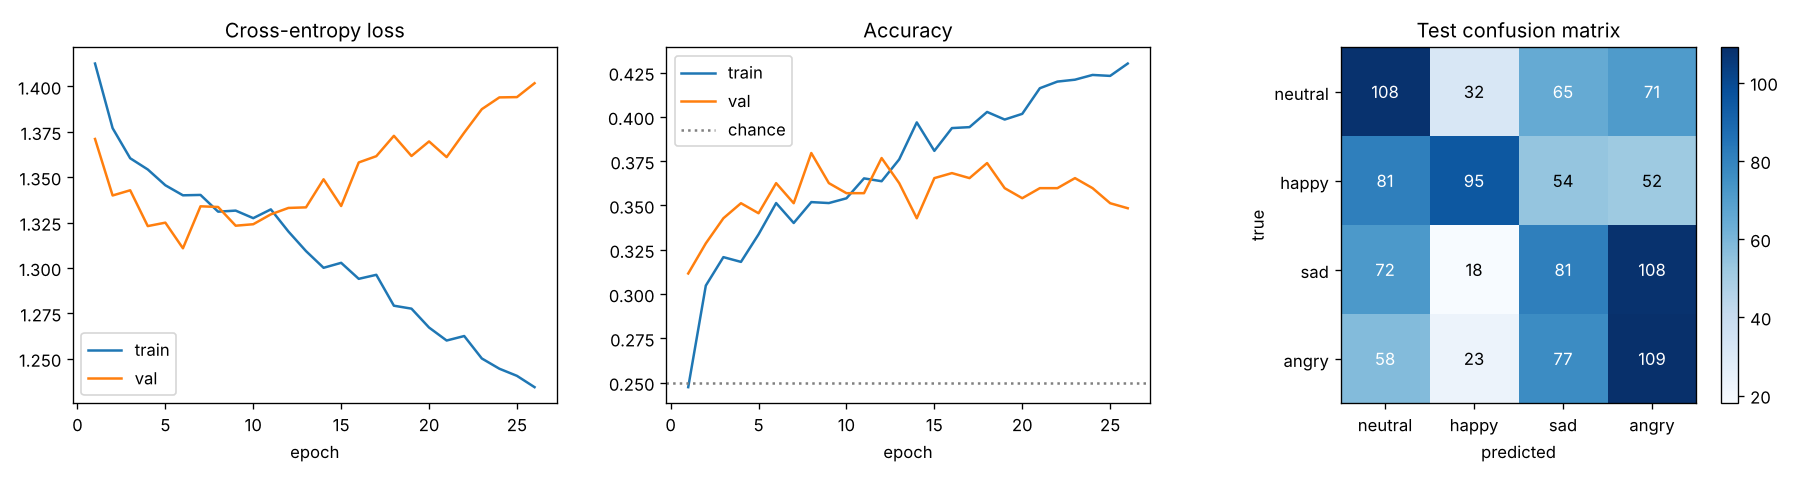 Cross-entropy loss
1.400
1.375
1.350
1.325
1.300
1.275
1.250
train
val
0 5 10 15 20 25
epoch
Accuracy
0.425
0.400
0.375
0.350
0.325
0.300
0.275
0.250
train
val
chance
0 5 10 15 20 25
epoch
Test confusion matrix
true
neutral 108 32 65 71
happy 81 95 54 52
sad 72 18 81 108
angry 58 23 77 109
neutral happy sad angry
predicted
100
80
60
40
20